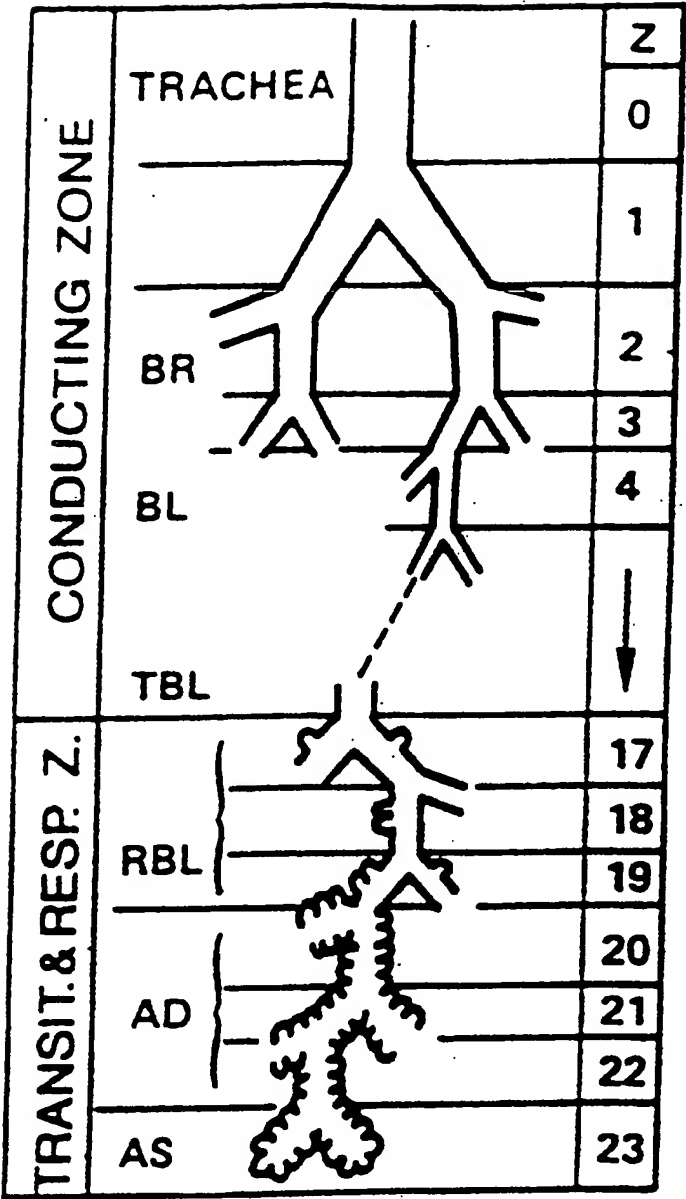 Z
TRACHEA
0
CONDUCTING ZONE
1
BR
2
3
BL
4
TBL
TRANSIT. & RESP. Z.
17
18
RBL
19
20
AD
21
22
AS
23